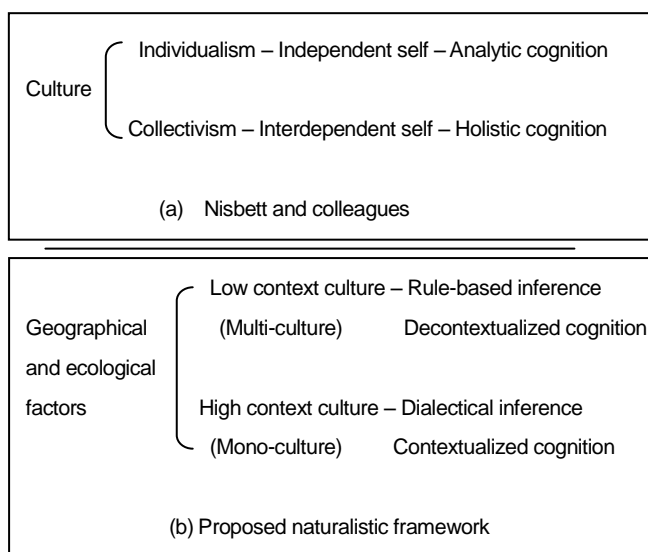 Individualism – Independent self – Analytic cognition
Culture
Collectivism – Interdependent self – Holistic cognition
(a) Nisbett and colleagues
Low context culture – Rule-based inference
Geographical (Multi-culture) Decontextualized cognition
and ecological
factors High context culture – Dialectical inference
(Mono-culture) Contextualized cognition
(b) Proposed naturalistic framework